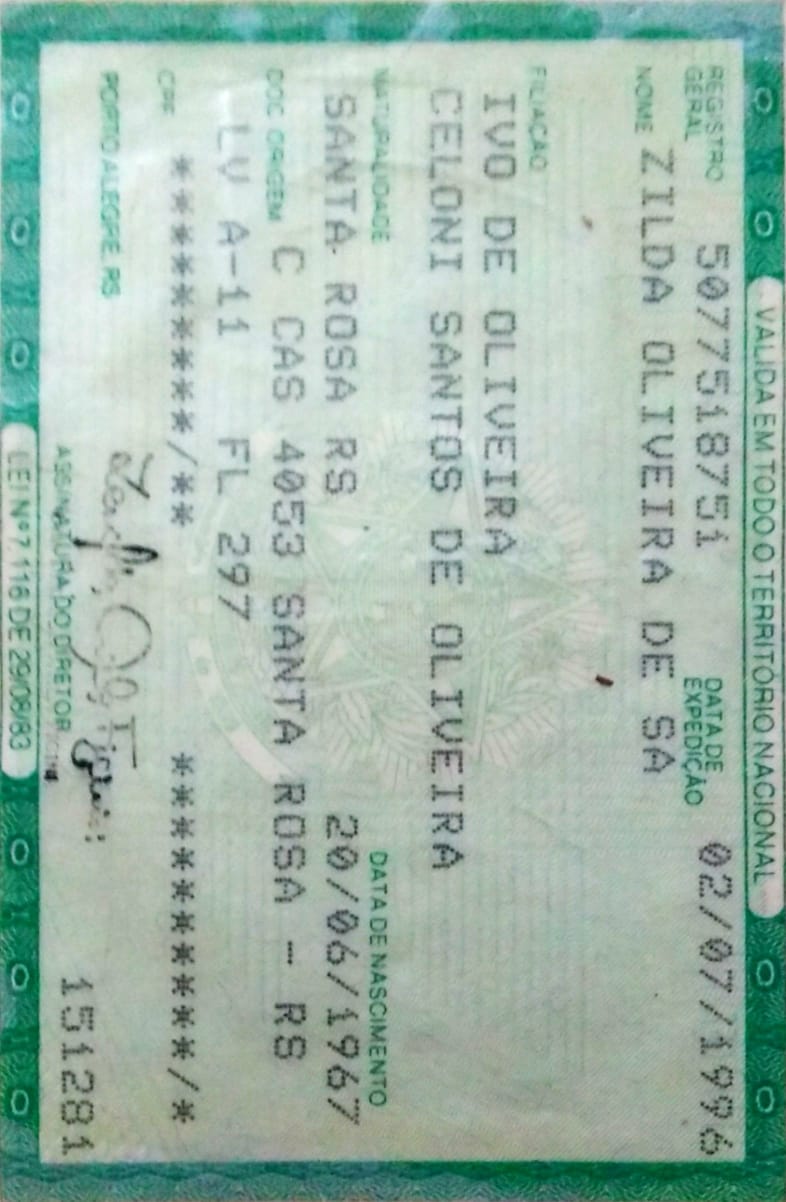 VÁLIDA EM TODO O TERRITÓRIO NACIONAL
REGISTRO GERAL 5077518751 DATA DE EXPEDIÇÃO 02/07/1996
NOME ZILDA OLIVEIRA DE SA
FILIAÇÃO
IVO DE OLIVEIRA
CELONI SANTOS DE OLIVEIRA
NATURALIDADE DATA DE NASCIMENTO
SANTA ROSA RS 20/06/1967
DOC ORIGEM C CAS 4053 SANTA ROSA - RS
LV A-11 FL 297
CPF *********/** ***********/*
PORTO ALEGRE, RS
ASSINATURA DO DIRETOR 151281
LEI Nº 7.116 DE 29/08/83